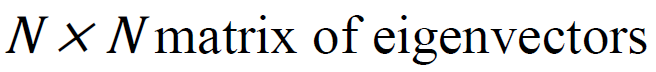 N × N matrix of eigenvectors